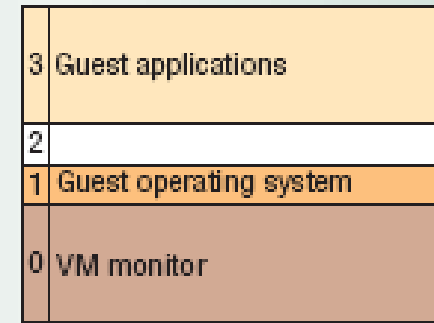 3 Guest applications
2
1 Guest operating system
0 VM monitor